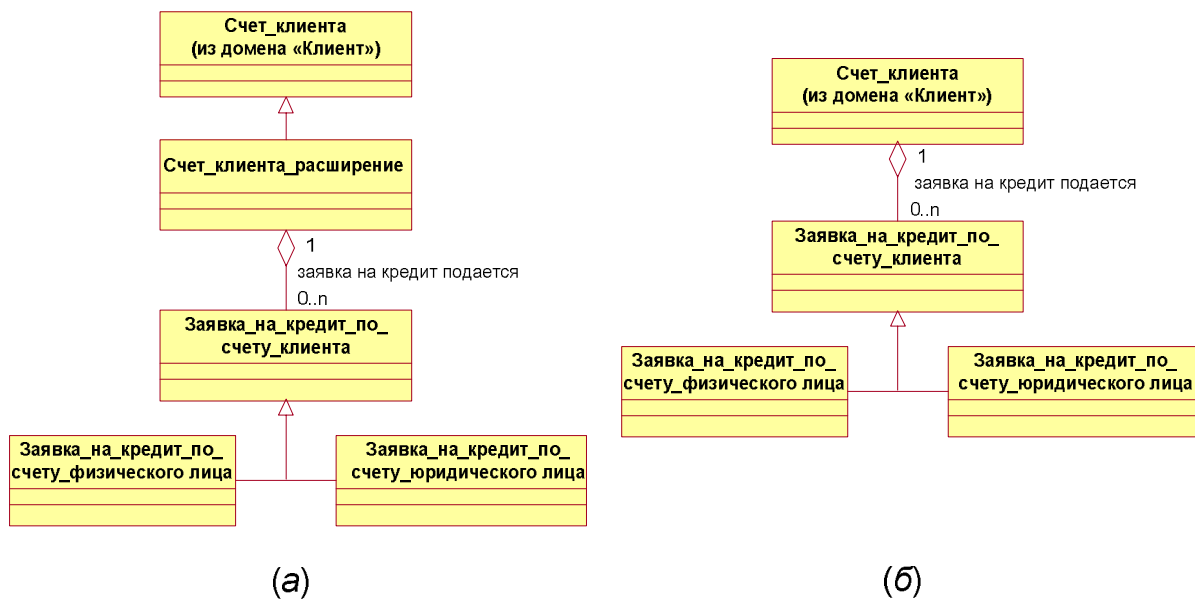 Счет_клиента
(из домена «Клиент»)
Счет_клиента_расширение
1
заявка на кредит подается
0..n
Заявка_на_кредит_по_
счету_клиента
Заявка_на_кредит_по_
счету_физического лица
Заявка_на_кредит_по_
счету_юридического лица
(а)
Счет_клиента
(из домена «Клиент»)
1
заявка на кредит подается
0..n
Заявка_на_кредит_по_
счету_клиента
Заявка_на_кредит_по_
счету_физического лица
Заявка_на_кредит_по_
счету_юридического лица
(б)